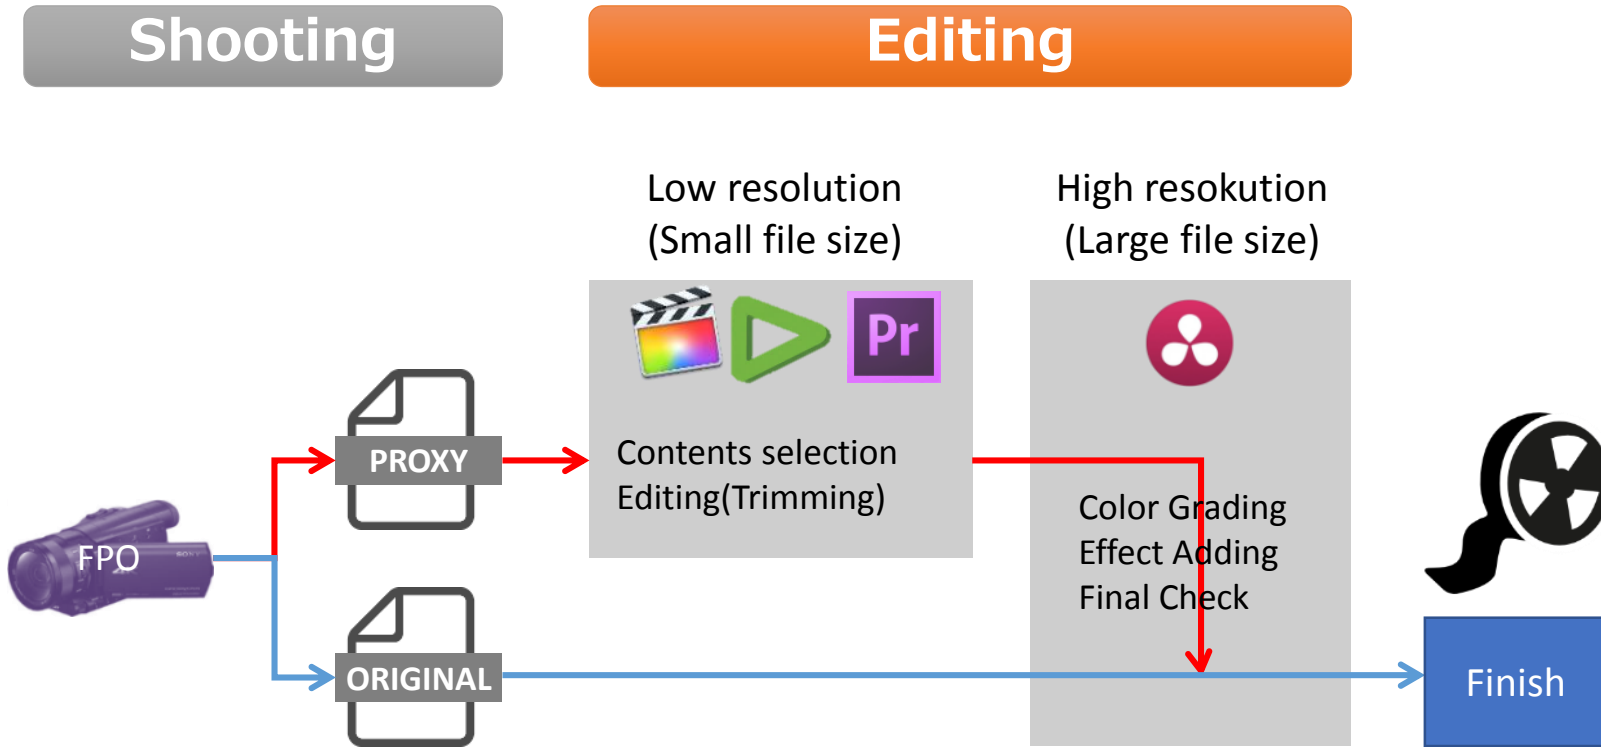 Shooting
Editing
Low resolution
(Small file size)
High resokution
(Large file size)
Pr
PROXY
Contents selection
Editing(Trimming)
Color Grading
Effect Adding
Final Check
FPO
SONY
ORIGINAL
Finish